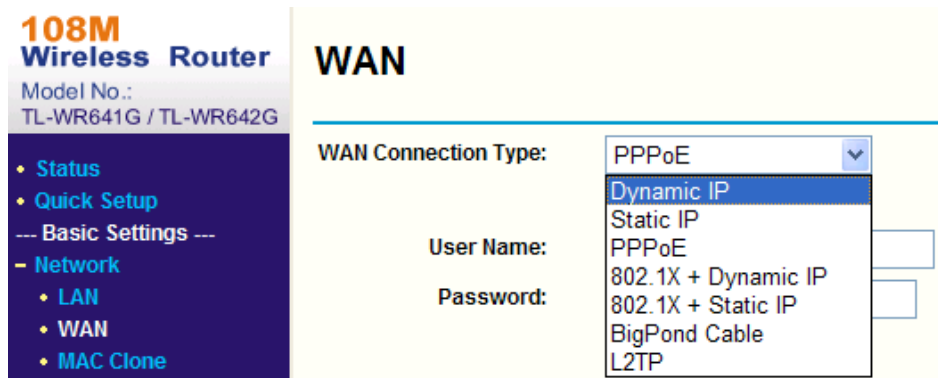 108M
Wireless Router
Model No.:
TL-WR641G / TL-WR642G
• Status
• Quick Setup
--- Basic Settings ---
– Network
• LAN
• WAN
• MAC Clone
WAN
WAN Connection Type:
PPPoE
Dynamic IP
Static IP
PPPoE
802.1X + Dynamic IP
802.1X + Static IP
BigPond Cable
L2TP
User Name:
Password: